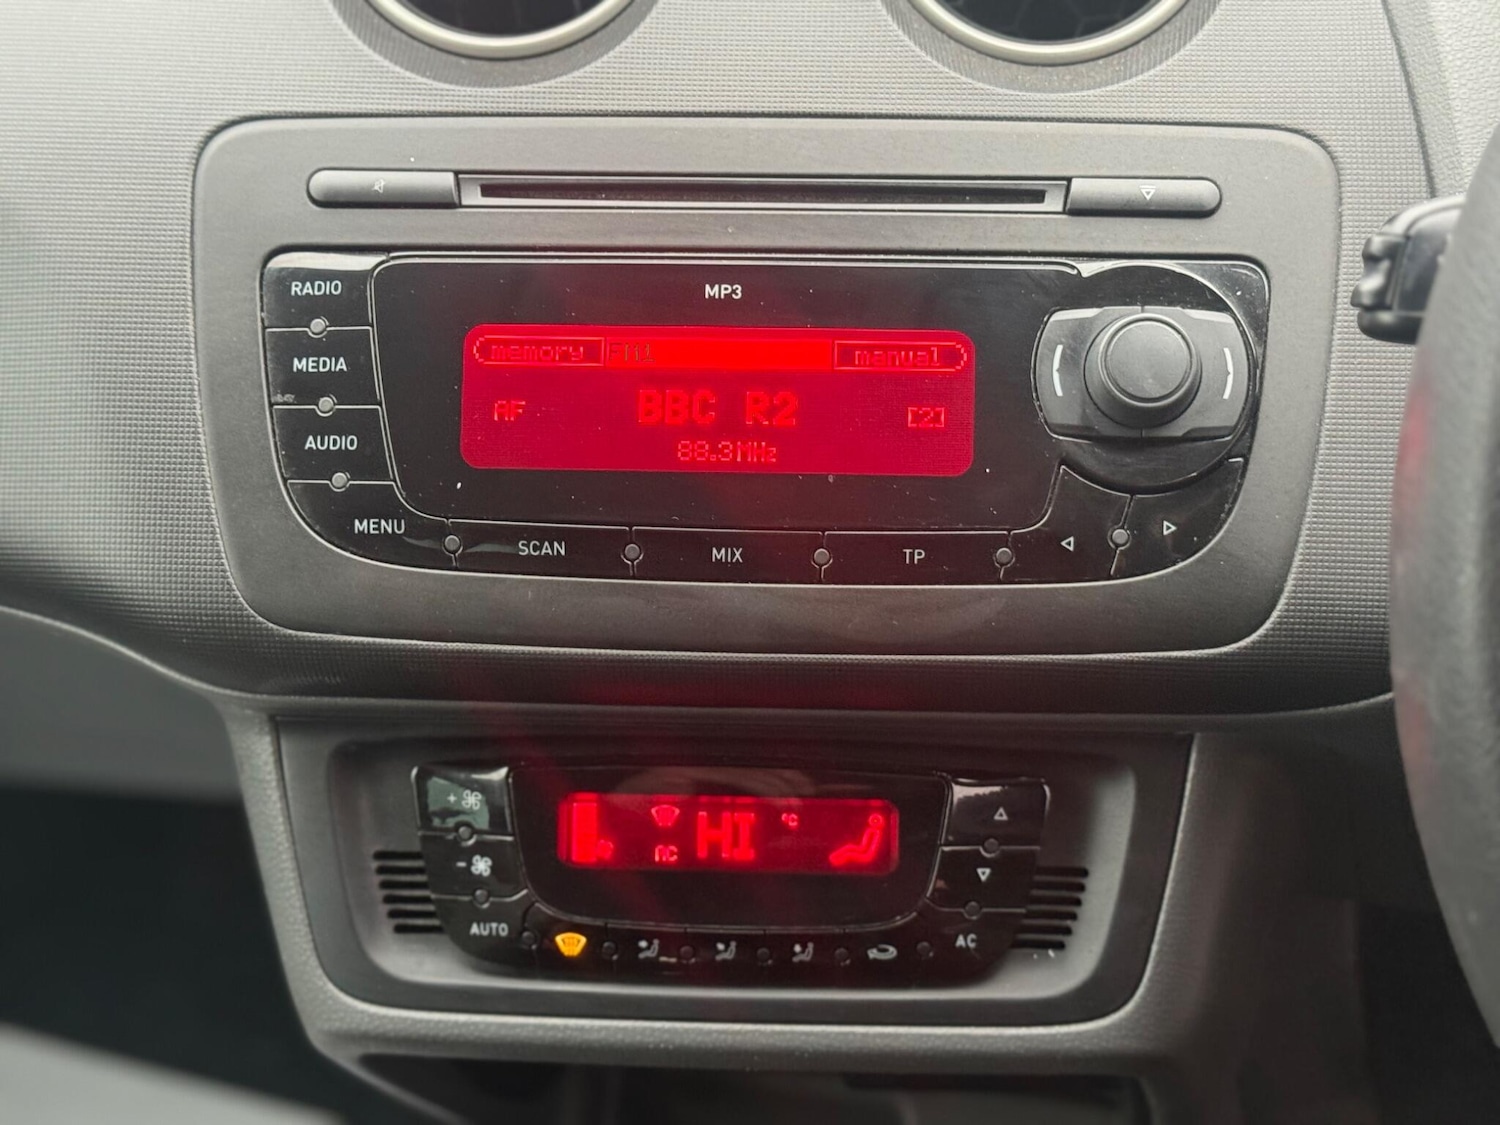 MP3
RADIO
MEDIA
AUDIO
MENU
memory FM1 manual
AF BBC R2 [2]
88.3MHz
SCAN MIX TP
+
-
AUTO
AC HI °C
AC